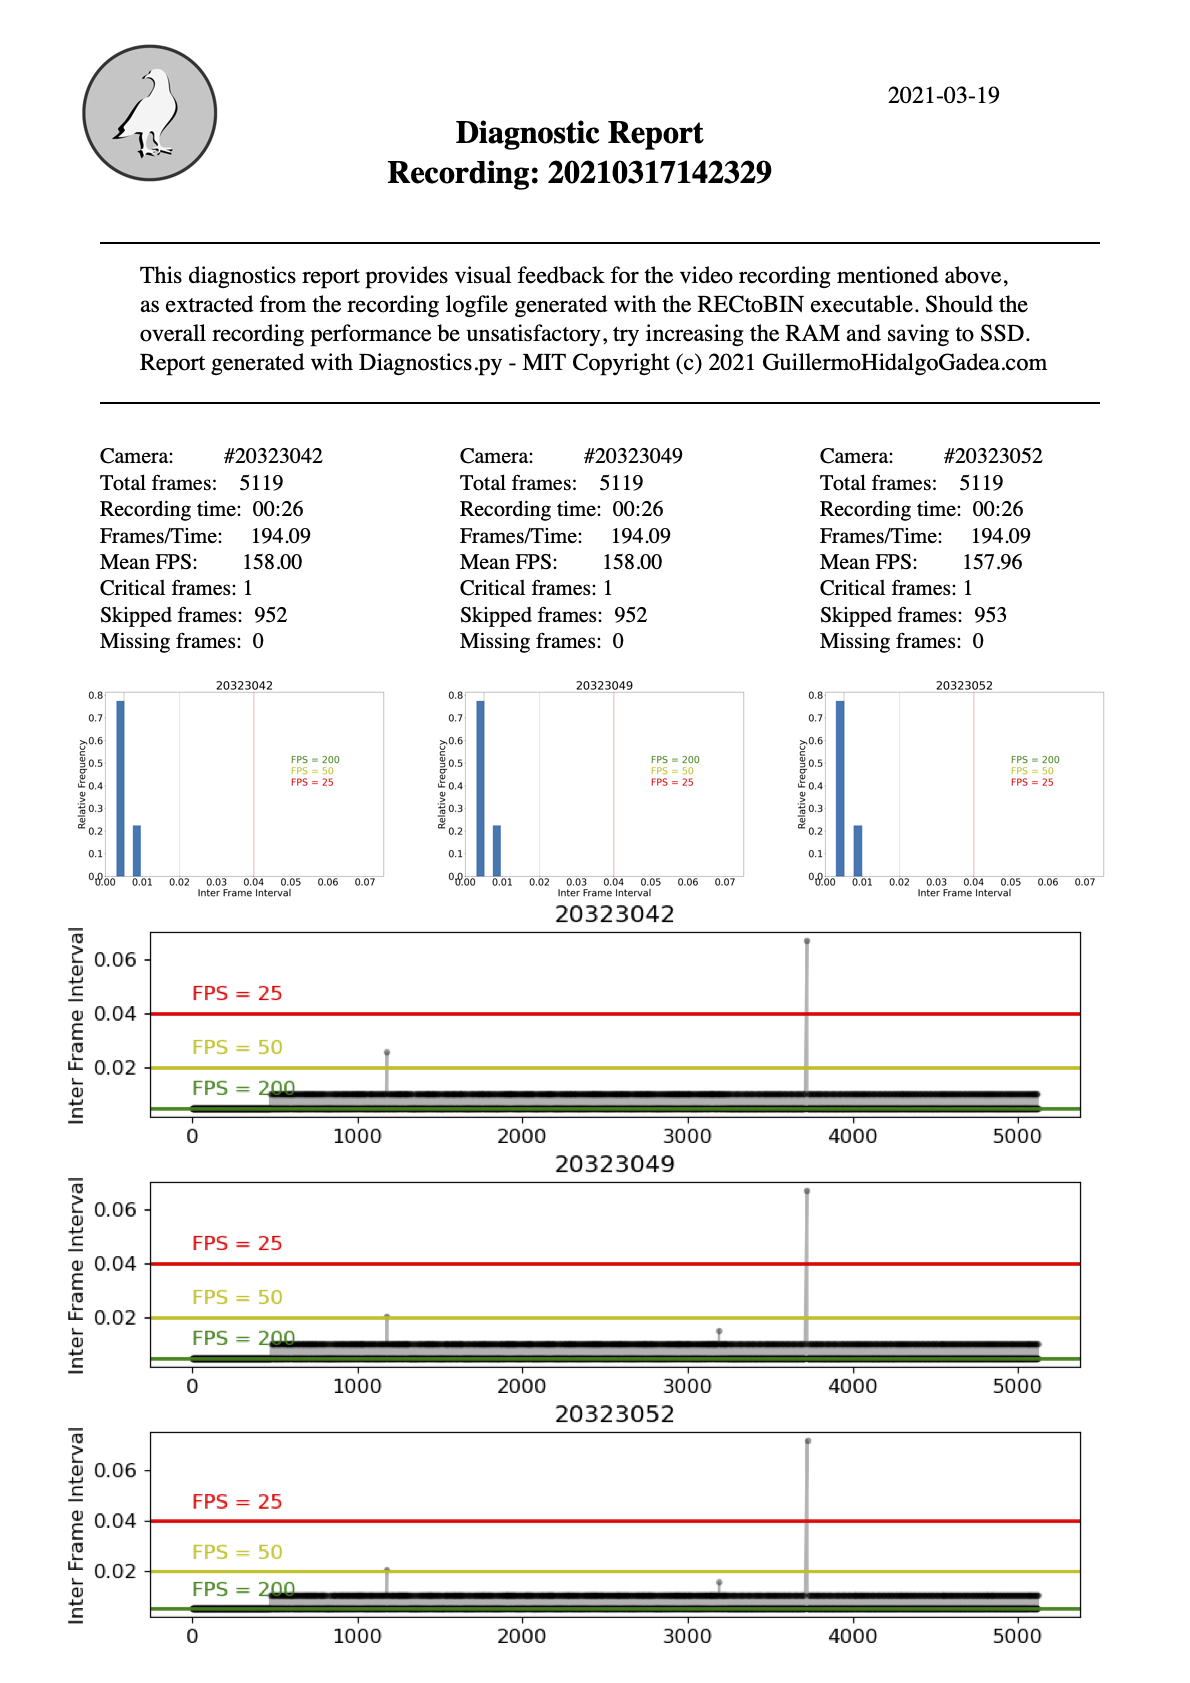 2021-03-19
Diagnostic Report
Recording: 20210317142329
This diagnostics report provides visual feedback for the video recording mentioned above,
as extracted from the recording logfile generated with the RECtoBIN executable. Should the
overall recording performance be unsatisfactory, try increasing the RAM and saving to SSD.
Report generated with Diagnostics.py - MIT Copyright (c) 2021 GuillermoHidalgoGadea.com
Camera: #20323042
Total frames: 5119
Recording time: 00:26
Frames/Time: 194.09
Mean FPS: 158.00
Critical frames: 1
Skipped frames: 952
Missing frames: 0
Camera: #20323049
Total frames: 5119
Recording time: 00:26
Frames/Time: 194.09
Mean FPS: 158.00
Critical frames: 1
Skipped frames: 952
Missing frames: 0
Camera: #20323052
Total frames: 5119
Recording time: 00:26
Frames/Time: 194.09
Mean FPS: 157.96
Critical frames: 1
Skipped frames: 953
Missing frames: 0
20323042
Relative Frequency
0.8
0.7
0.6
0.5
0.4
0.3
0.2
0.1
0.0
FPS = 200
FPS = 50
FPS = 25
0.00 0.01 0.02 0.03 0.04 0.05 0.06 0.07
Inter Frame Interval
20323049
Relative Frequency
0.8
0.7
0.6
0.5
0.4
0.3
0.2
0.1
0.0
FPS = 200
FPS = 50
FPS = 25
0.00 0.01 0.02 0.03 0.04 0.05 0.06 0.07
Inter Frame Interval
20323052
Relative Frequency
0.8
0.7
0.6
0.5
0.4
0.3
0.2
0.1
0.0
FPS = 200
FPS = 50
FPS = 25
0.00 0.01 0.02 0.03 0.04 0.05 0.06 0.07
Inter Frame Interval
20323042
Inter Frame Interval
0.06
FPS = 25
0.04
FPS = 50
0.02
FPS = 200
0 1000 2000 3000 4000 5000
20323049
Inter Frame Interval
0.06
FPS = 25
0.04
FPS = 50
0.02
FPS = 200
0 1000 2000 3000 4000 5000
20323052
Inter Frame Interval
0.06
FPS = 25
0.04
FPS = 50
0.02
FPS = 200
0 1000 2000 3000 4000 5000